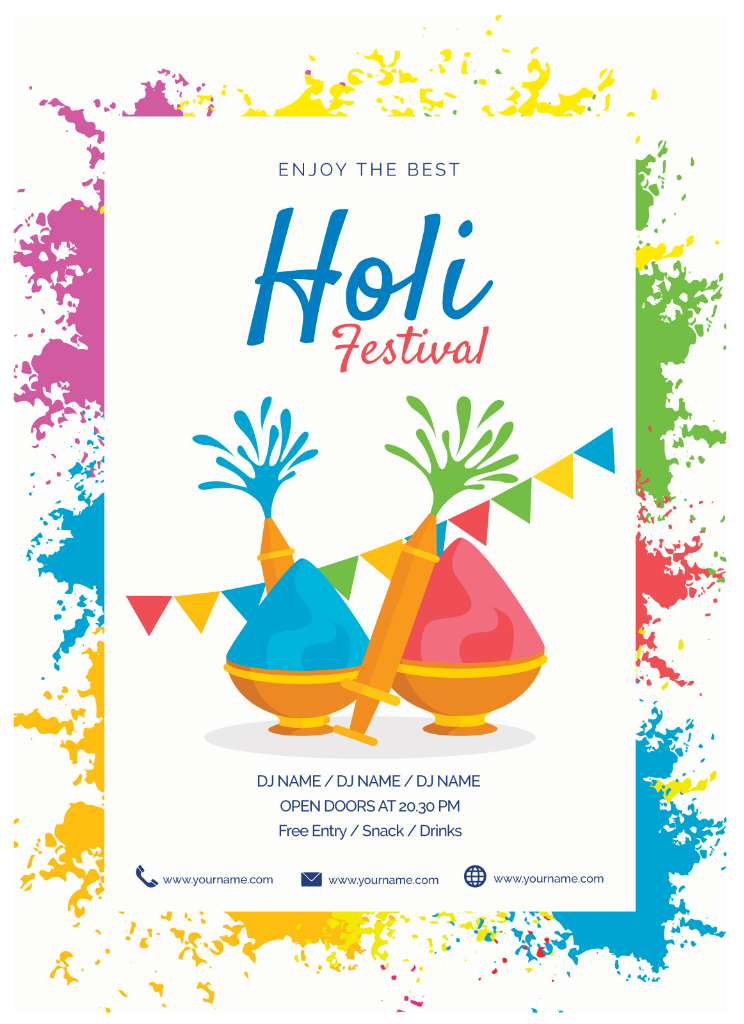 ENJOY THE BEST
Holi
Festival
DJ NAME / DJ NAME / DJ NAME
OPEN DOORS AT 20.30 PM
Free Entry / Snack / Drinks
www.yourname.com www.yourname.com www.yourname.com